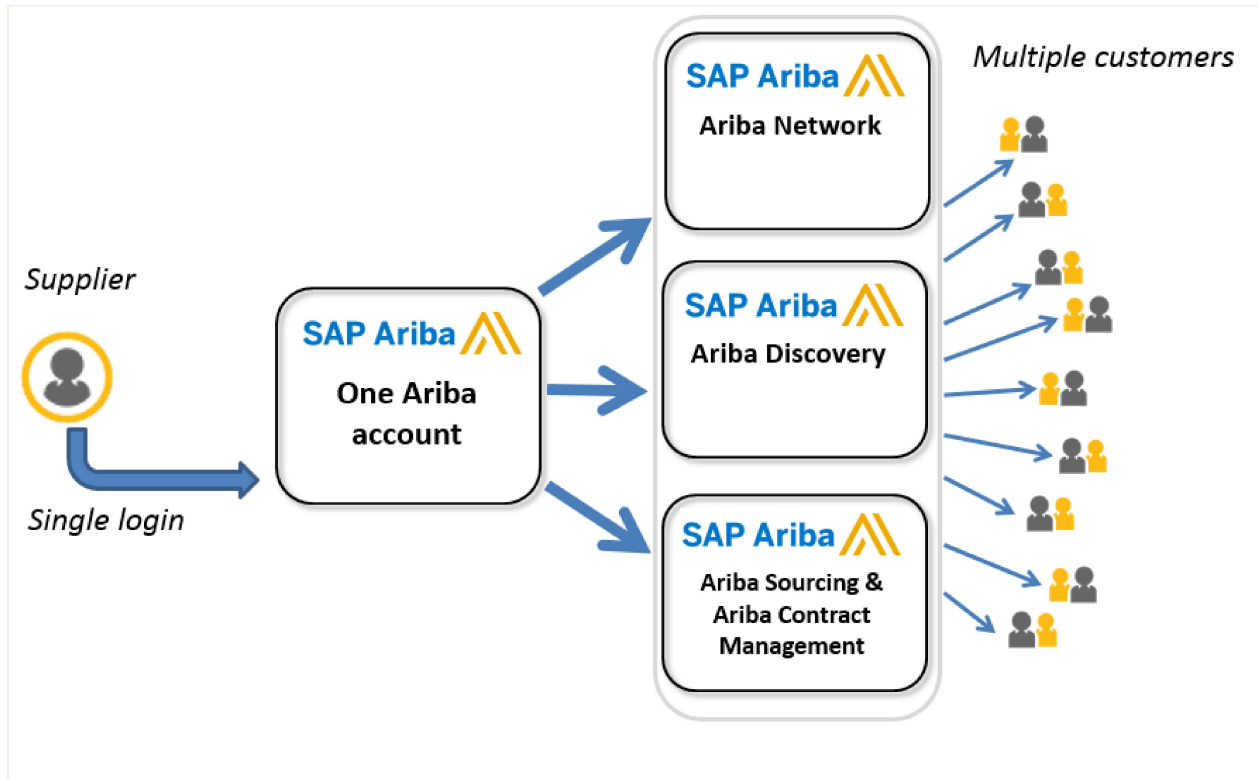 Supplier
Single login
SAP Ariba
One Ariba
account
SAP Ariba
Ariba Network
SAP Ariba
Ariba Discovery
SAP Ariba
Ariba Sourcing &
Ariba Contract
Management
Multiple customers